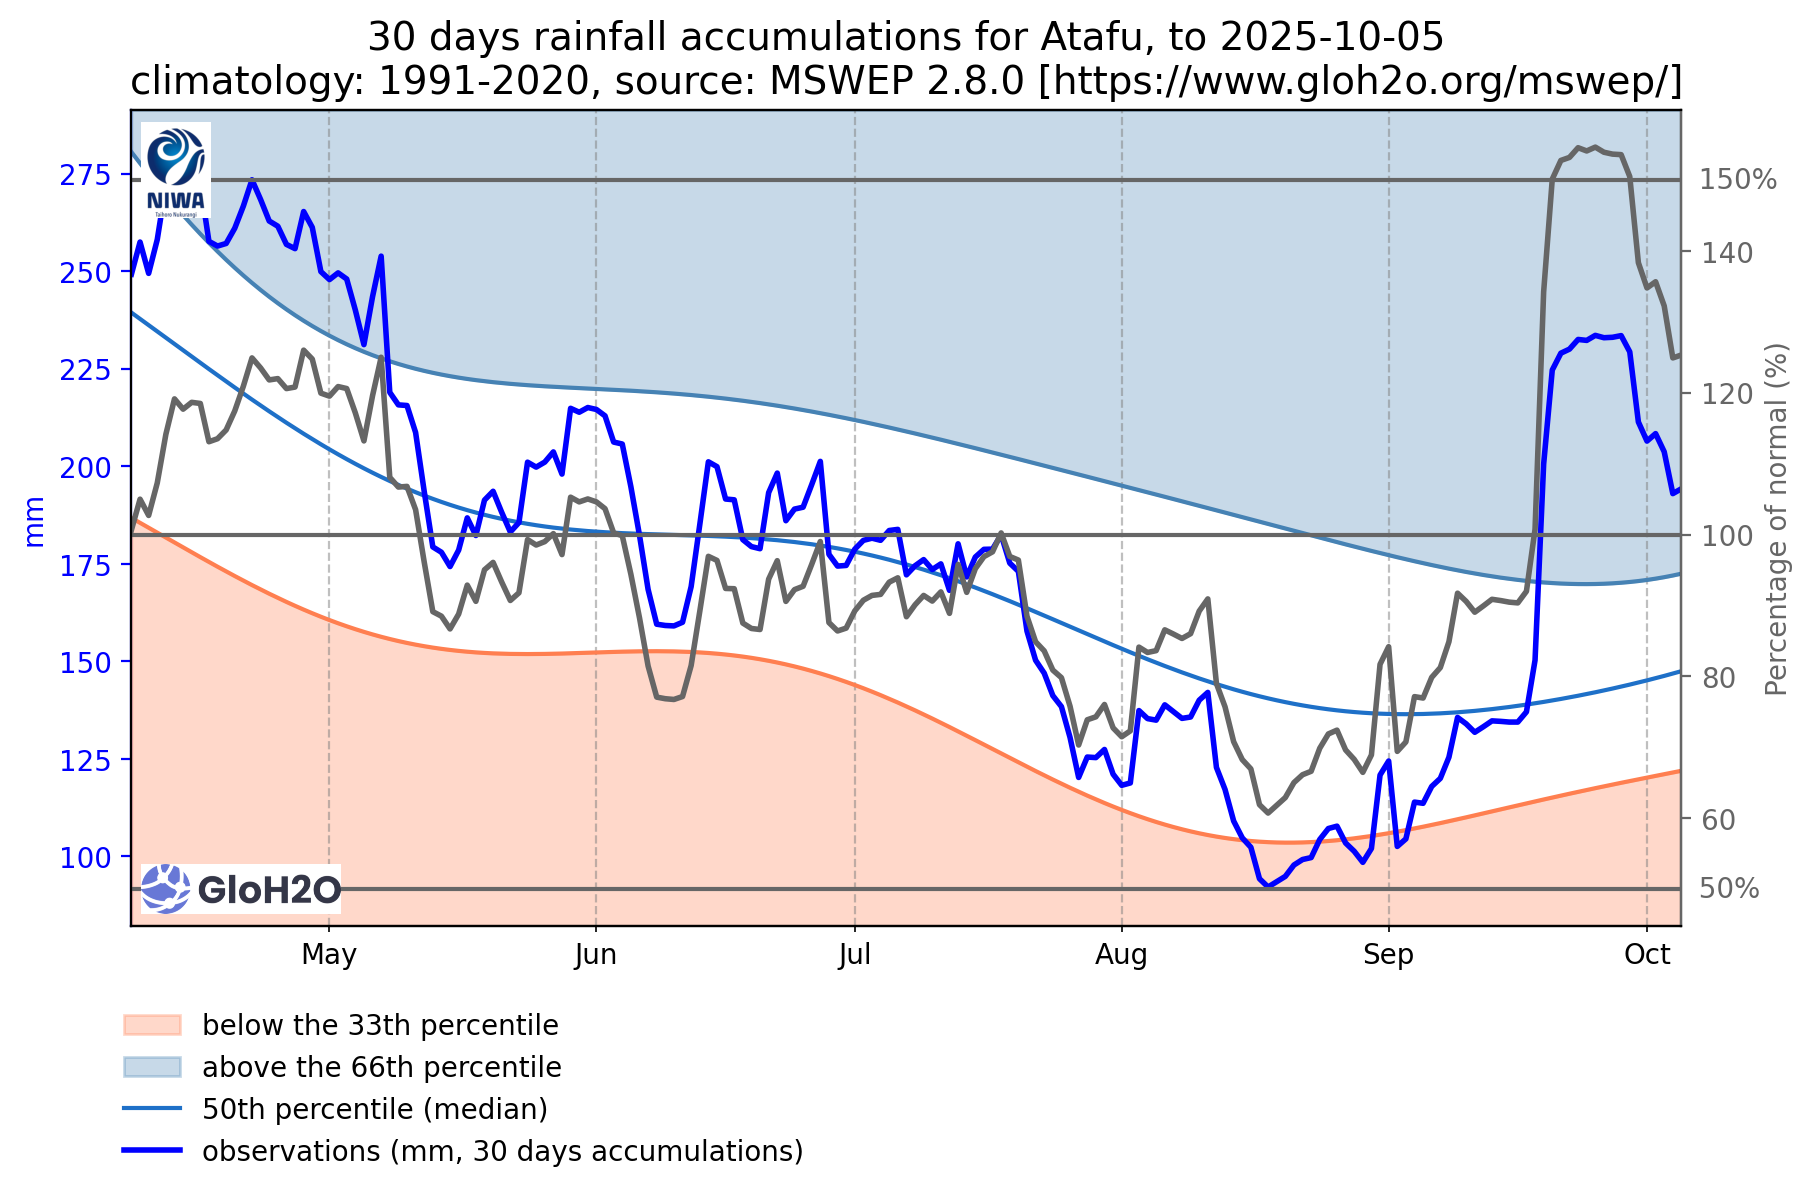 30 days rainfall accumulations for Atafu, to 2025-10-05
climatology: 1991-2020, source: MSWEP 2.8.0 [https://www.gloh2o.org/mswep/]
NIWA
Taihoro Nukurangi
275
250
225
200
175
150
125
100
mm
150%
140
120
100
80
60
50%
Percentage of normal (%)
GloH2O
May
Jun
Jul
Aug
Sep
Oct
below the 33th percentile
above the 66th percentile
50th percentile (median)
observations (mm, 30 days accumulations)